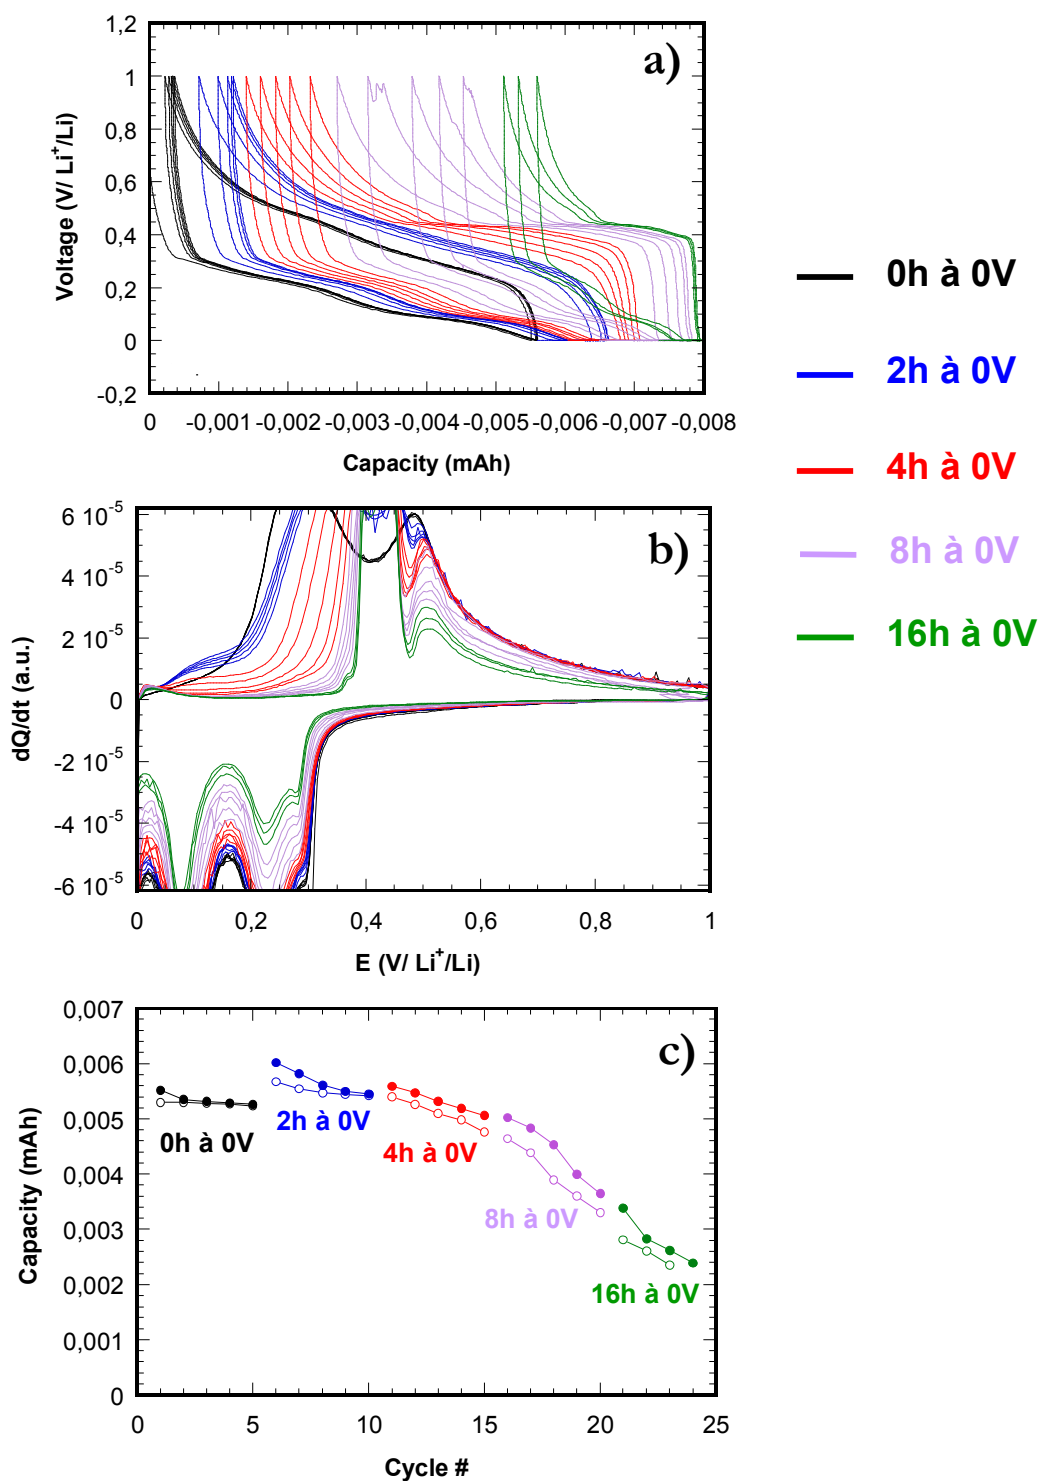 1,2
1
0,8
0,6
0,4
0,2
0
-0,2
Voltage (V/ Li⁺/Li)
a)
0 -0,001 -0,002 -0,003 -0,004 -0,005 -0,006 -0,007 -0,008
Capacity (mAh)
0h à 0V
2h à 0V
4h à 0V
8h à 0V
16h à 0V
6 10⁻⁵
4 10⁻⁵
2 10⁻⁵
0
-2 10⁻⁵
-4 10⁻⁵
-6 10⁻⁵
dQ/dt (a.u.)
b)
0 0,2 0,4 0,6 0,8 1
E (V/ Li⁺/Li)
0,007
0,006
0,005
0,004
0,003
0,002
0,001
0
Capacity (mAh)
c)
0h à 0V
2h à 0V
4h à 0V
8h à 0V
16h à 0V
0 5 10 15 20 25
Cycle #